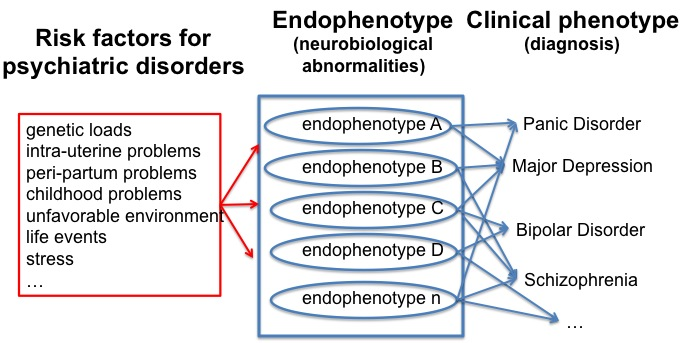 Risk factors for
psychiatric disorders
Endophenotype
(neurobiological
abnormalities)
Clinical phenotype
(diagnosis)
genetic loads
intra-uterine problems
peri-partum problems
childhood problems
unfavorable environment
life events
stress
...
endophenotype A
endophenotype B
endophenotype C
endophenotype D
endophenotype n
Panic Disorder
Major Depression
Bipolar Disorder
Schizophrenia
...